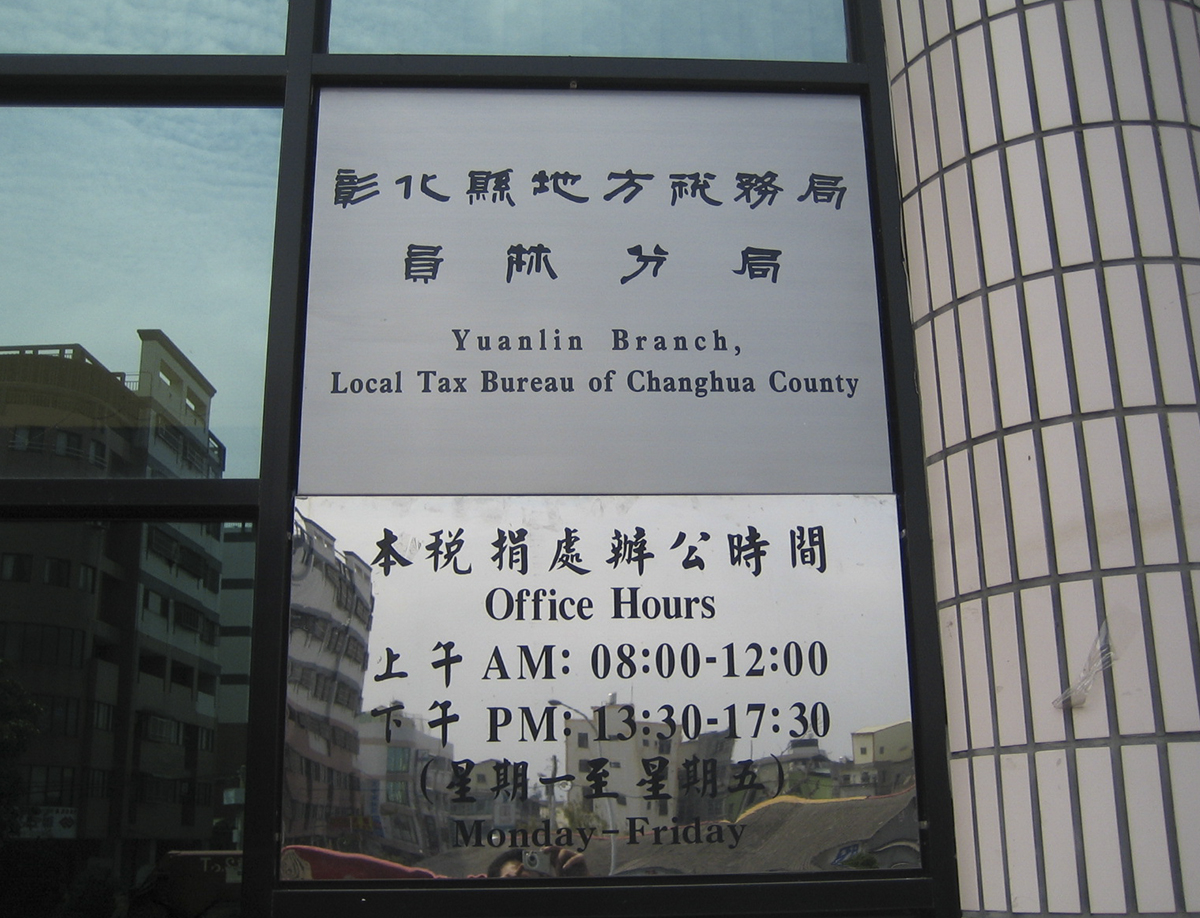 彰化縣地方稅務局
員林分局
Yuanlin Branch,
Local Tax Bureau of Changhua County
本稅捐處辦公時間
Office Hours
上午 AM: 08:00-12:00
下午 PM: 13:30-17:30
(星期一至星期五)
Monday-Friday